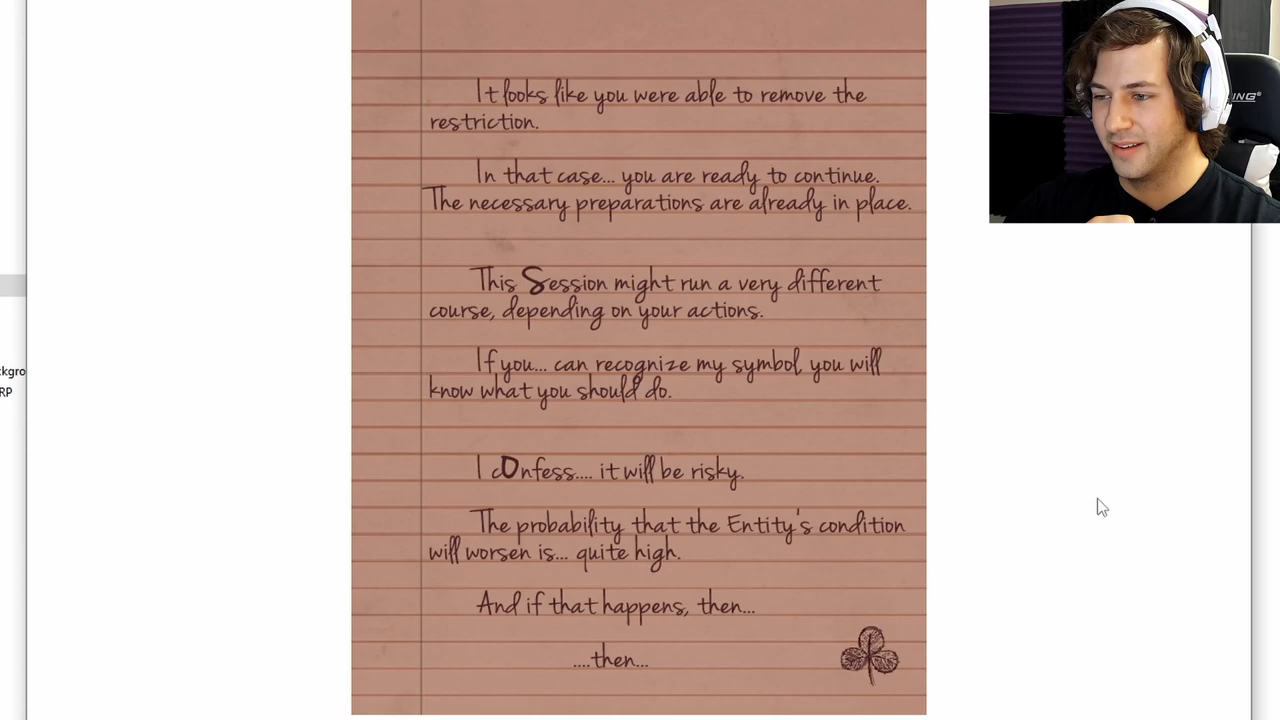 It looks like you were able to remove the
restriction.
In that case... you are ready to continue.
The necessary preparations are already in place.
This Session might run a very different
course, depending on your actions.
If you... can recognize my symbol, you will
know what you should do.
I cOnfess.... it will be risky.
The probability that the Entity's condition
will worsen is... quite high.
And if that happens, then...
....then...
ckgro
RP
ING®